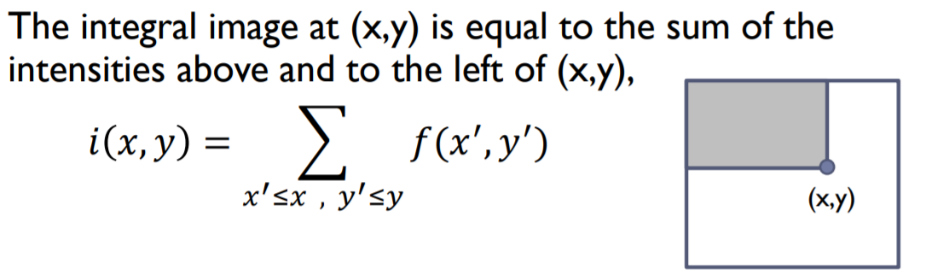 The integral image at (x,y) is equal to the sum of the
intensities above and to the left of (x,y),
i(x, y) = ∑ f(x′, y′)
x′≤x , y′≤y
(x,y)